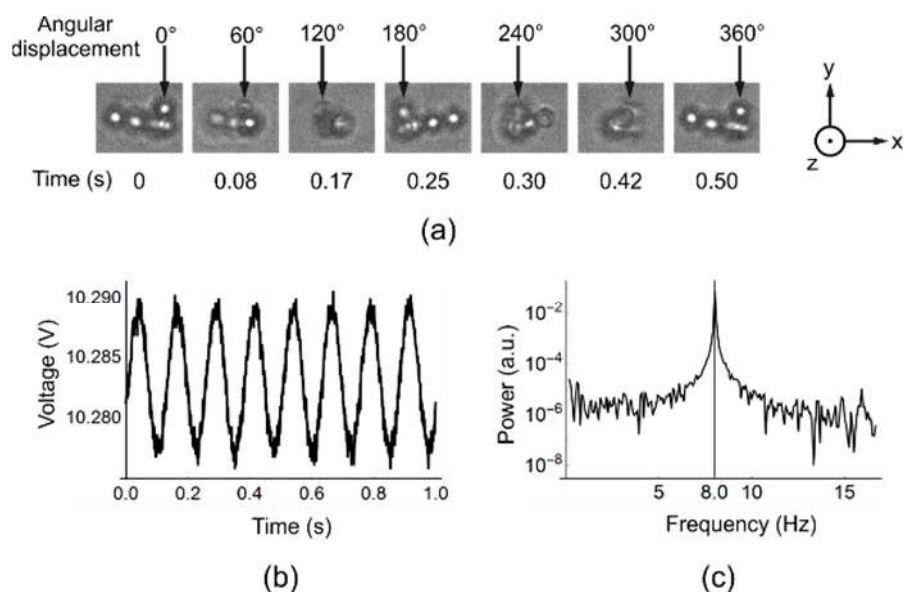 Angular
displacement
0° 60° 120° 180° 240° 300° 360°
y
x
z
Time (s) 0 0.08 0.17 0.25 0.30 0.42 0.50
(a)
10.290
10.285
10.280
Voltage (V)
0.0 0.2 0.4 0.6 0.8 1.0
Time (s)
(b)
10⁻²
10⁻⁴
10⁻⁶
10⁻⁸
Power (a.u.)
5 8.0 10 15
Frequency (Hz)
(c)